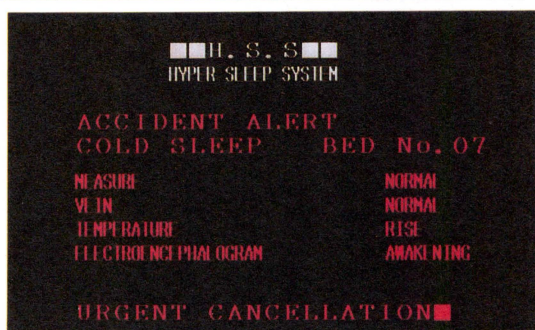 ■■H.S.S■■
HYPER SLEEP SYSTEM
ACCIDENT ALERT
COLD SLEEP BED No.07
MEASURE NORMAL
VEIN NORMAL
TEMPERATURE RISE
ELECTROENCEPHALOGRAM AWAKENING
URGENT CANCELLATION■